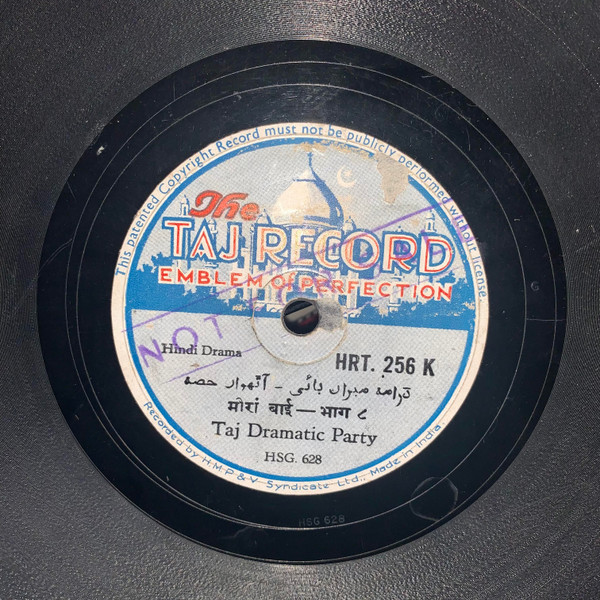 This patented Copyright Record must not be publicly performed without license.
The
TAJ RECORD
EMBLEM OF PERFECTION
NOT
Hindi Drama
HRT. 256 K
ڈرامہ میراں بائی - آٹھواں حصہ
मीरां बाई — भाग ८
Taj Dramatic Party
HSG. 628
Recorded by H.M.P & V Syndicate Ltd., Made in India.
HSG 628